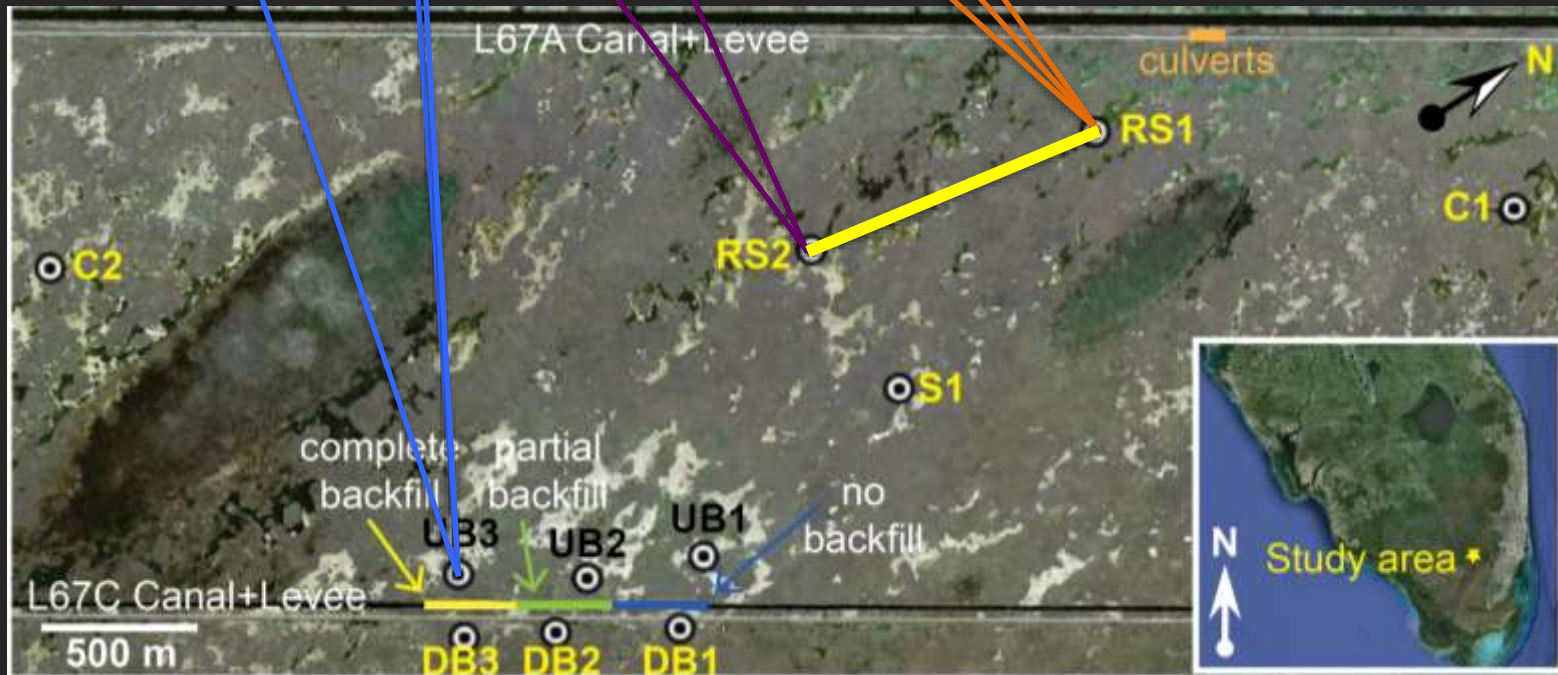 L67A Canal+Levee
culverts
N
RS1
C1
RS2
C2
S1
complete
backfill
partial
backfill
no
backfill
UB3
UB2
UB1
L67C Canal+Levee
500 m
DB3
DB2
DB1
N
Study area